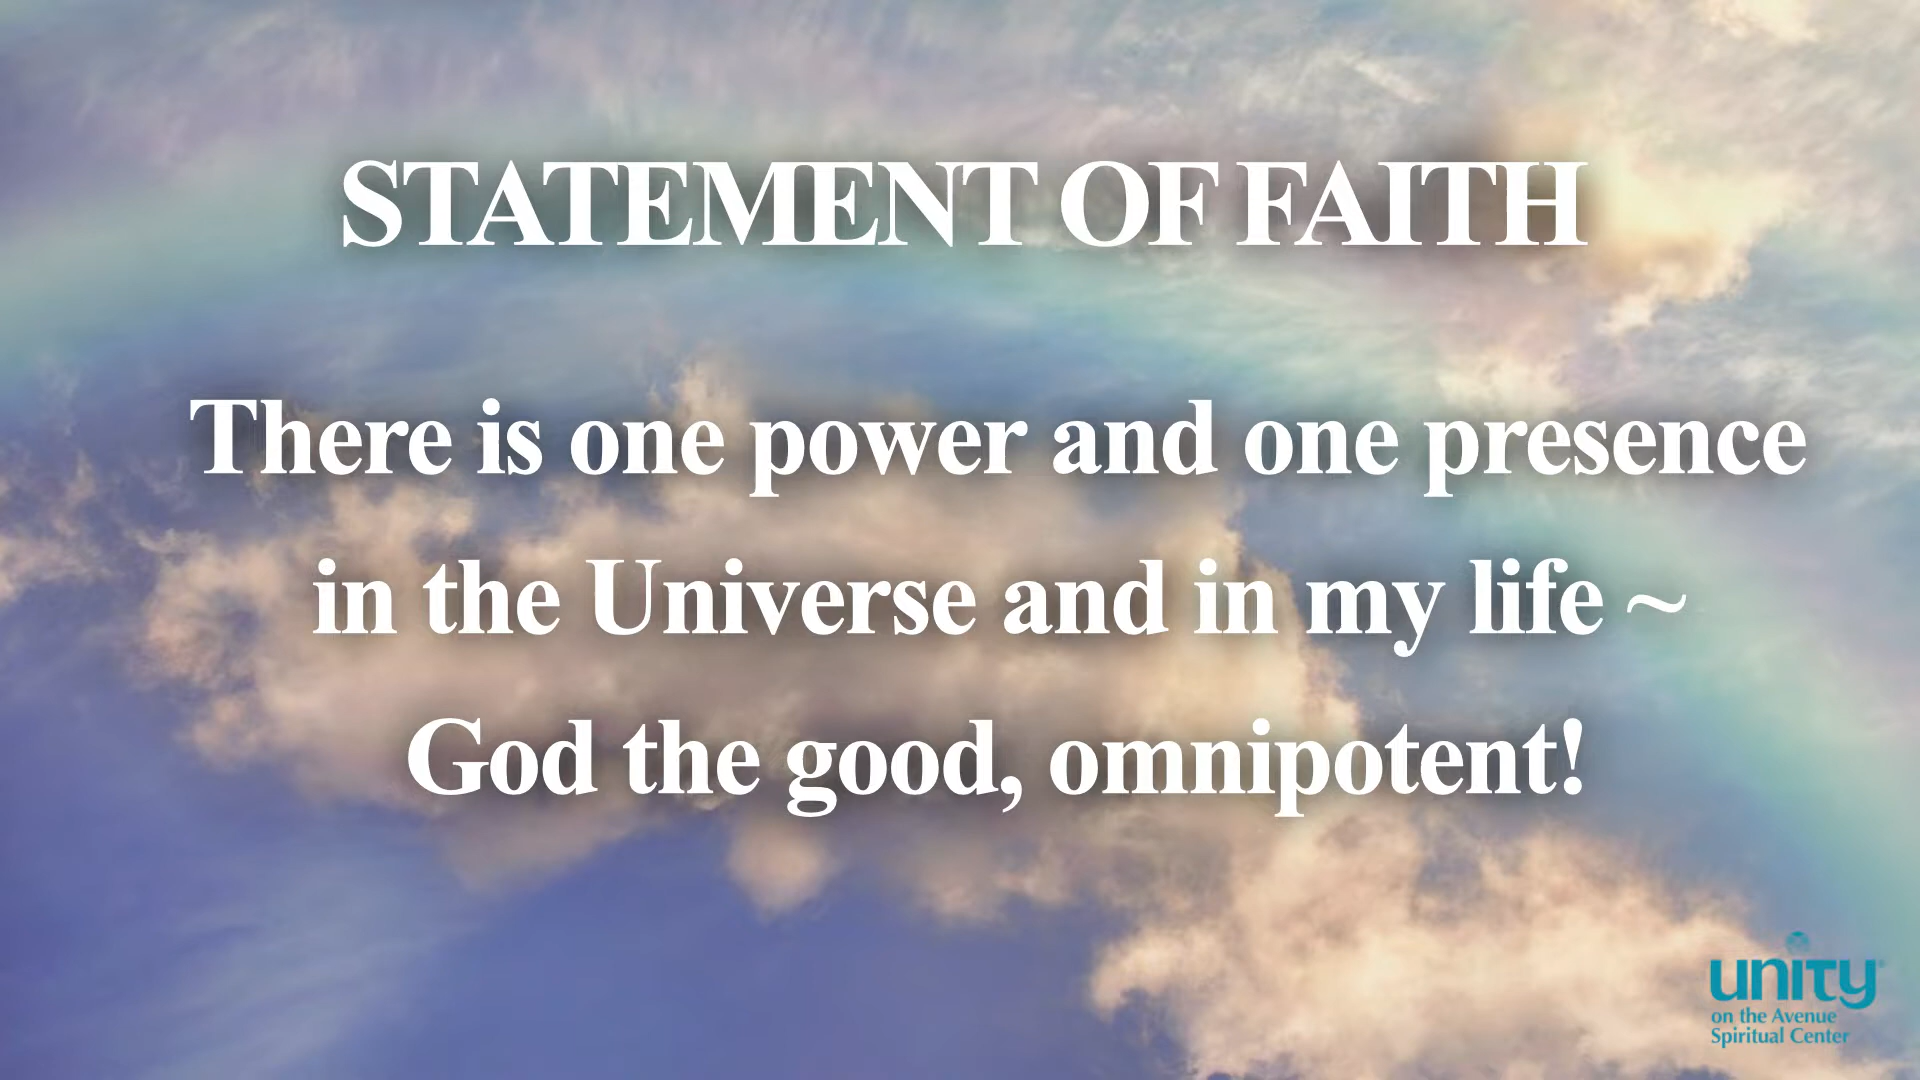 STATEMENT OF FAITH
There is one power and one presence
in the Universe and in my life ~
God the good, omnipotent!
unity®
on the Avenue
Spiritual Center